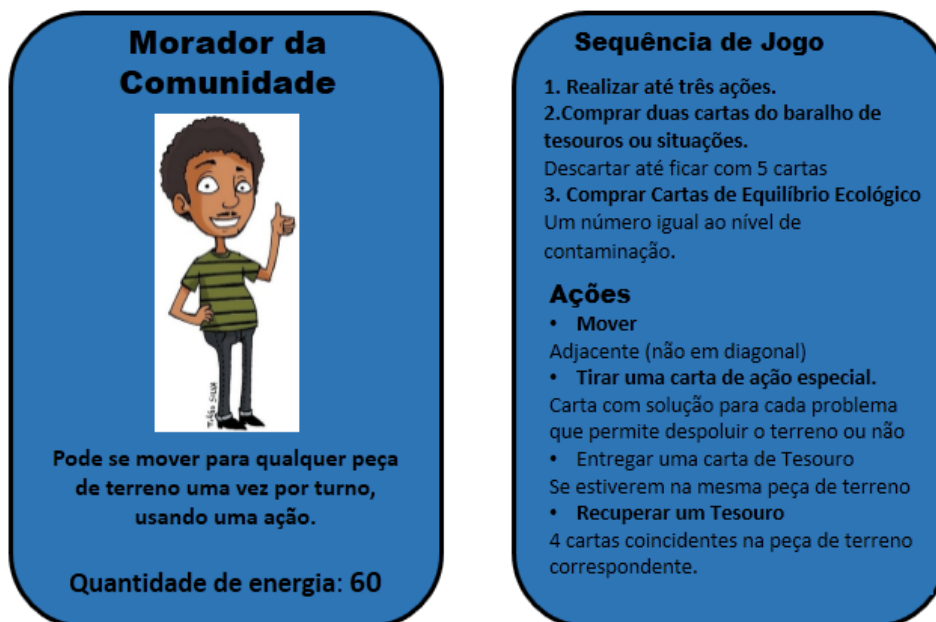 Morador da
Comunidade
Tiago SILVA
Pode se mover para qualquer peça
de terreno uma vez por turno,
usando uma ação.
Quantidade de energia: 60
Sequência de Jogo
1. Realizar até três ações.
2.Comprar duas cartas do baralho de
tesouros ou situações.
Descartar até ficar com 5 cartas
3. Comprar Cartas de Equilíbrio Ecológico
Um número igual ao nível de
contaminação.
Ações
• Mover
Adjacente (não em diagonal)
• Tirar uma carta de ação especial.
Carta com solução para cada problema
que permite despoluir o terreno ou não
• Entregar uma carta de Tesouro
Se estiverem na mesma peça de terreno
• Recuperar um Tesouro
4 cartas coincidentes na peça de terreno
correspondente.